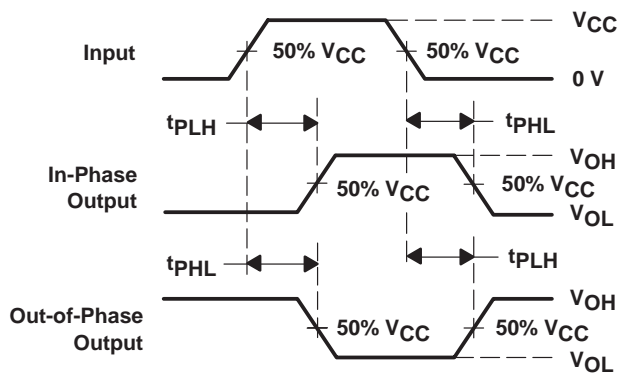 VCC
Input
50% VCC
50% VCC
0 V
tPLH
tPHL
In-Phase
Output
VOH
50% VCC
50% VCC
VOL
tPHL
tPLH
Out-of-Phase
Output
VOH
50% VCC
50% VCC
VOL